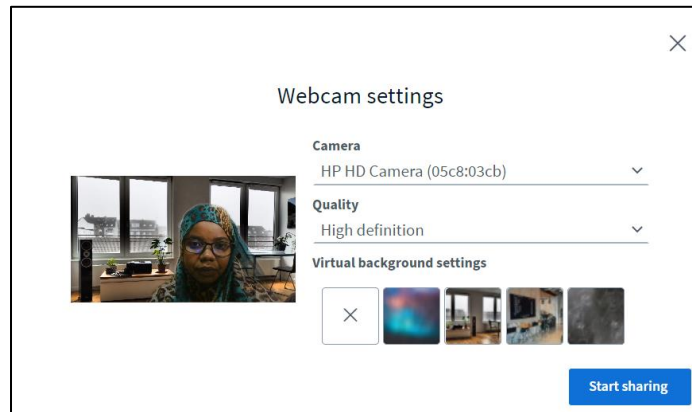 Webcam settings
Camera
HP HD Camera (05c8:03cb)
Quality
High definition
Virtual background settings
Start sharing